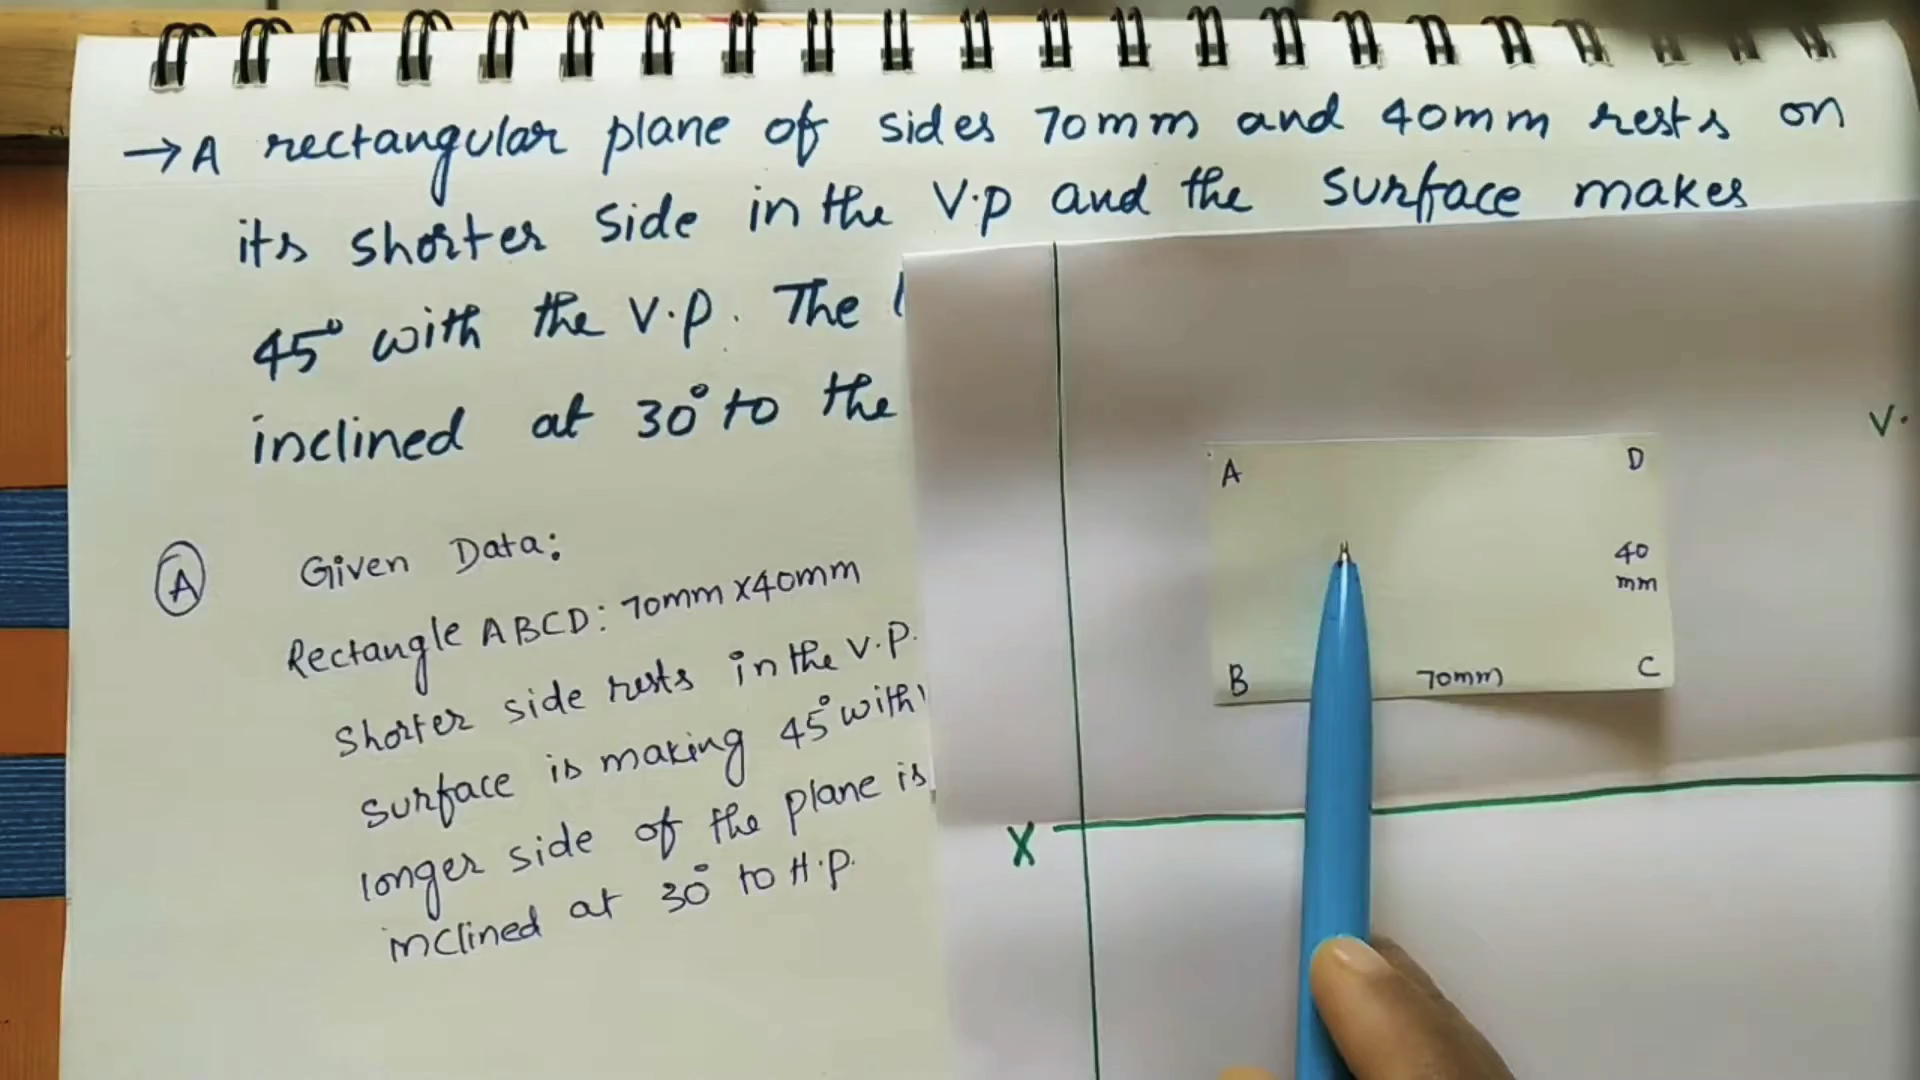 → A rectangular plane of sides 70mm and 40mm rests on
its shorter side in the V.P and the surface makes
45° with the V.P. The
inclined at 30° to the
A Given Data:
Rectangle ABCD: 70mm x 40mm
shorter side rests in the V.P.
surface is making 45° with
longer side of the plane is
inclined at 30° to H.P.
V.
A D
40
mm
B 70mm C
X